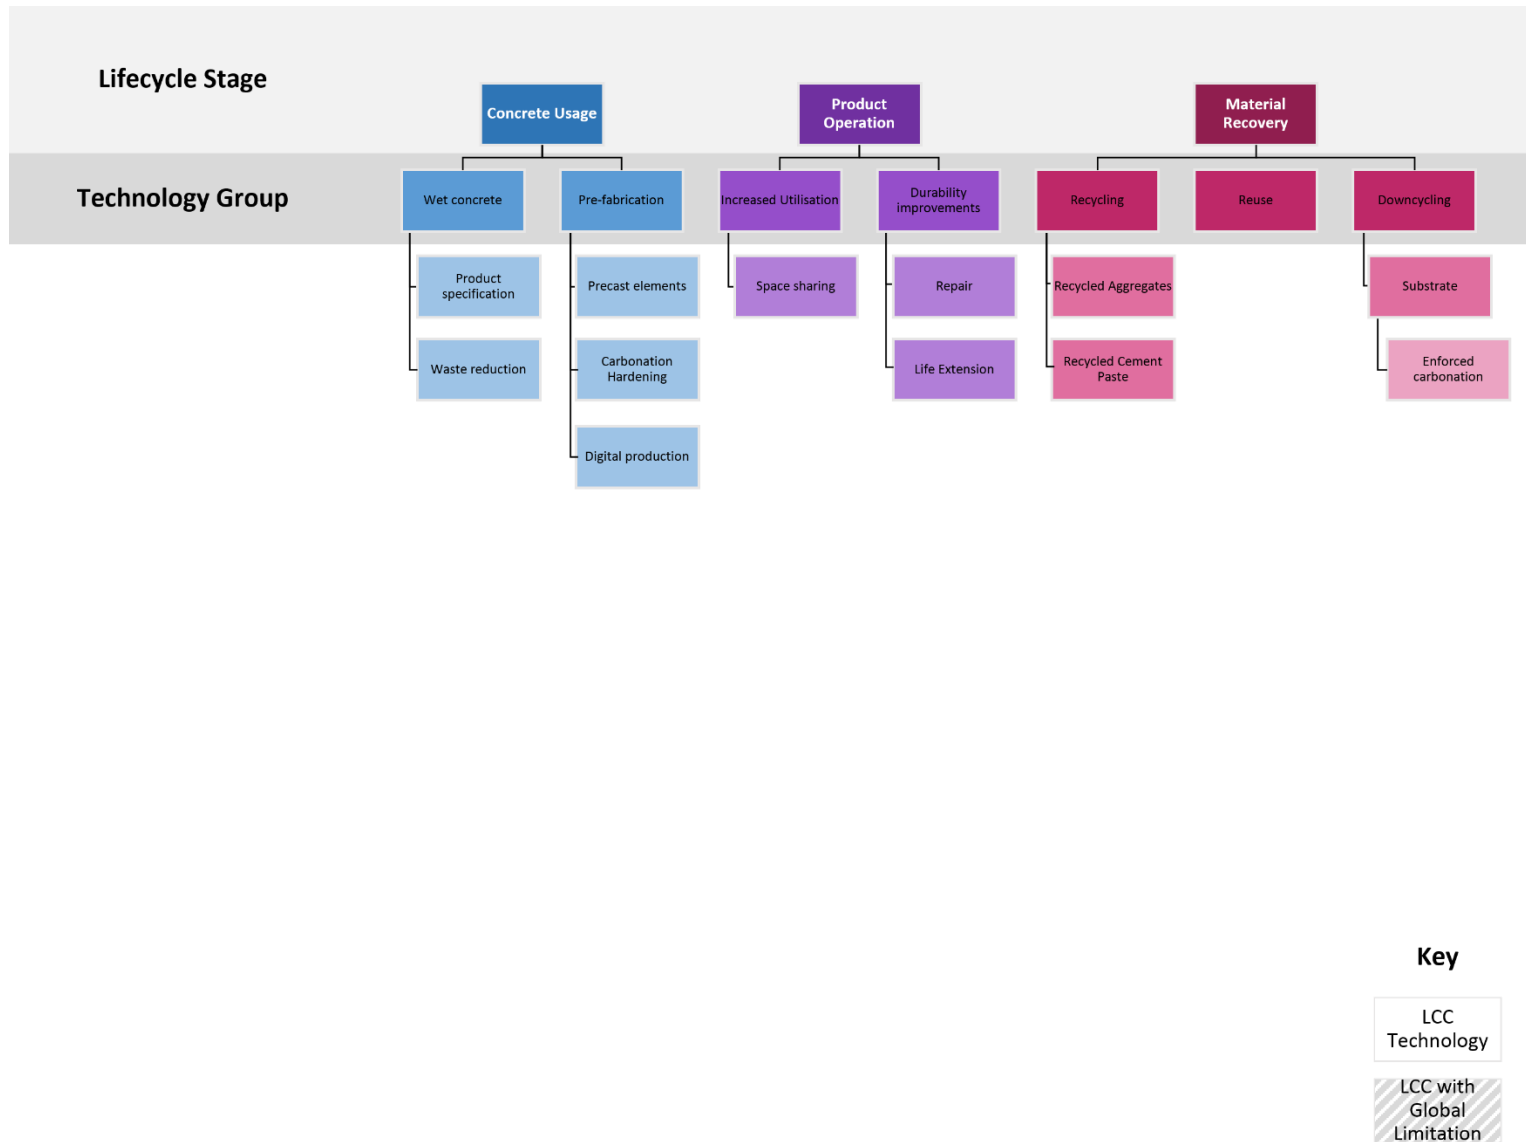 Lifecycle Stage
Concrete Usage
Product
Operation
Material
Recovery
Technology Group
Wet concrete
Pre-fabrication
Increased Utilisation
Durability
improvements
Recycling
Reuse
Downcycling
Product
specification
Precast elements
Space sharing
Repair
Recycled Aggregates
Substrate
Waste reduction
Carbonation
Hardening
Life Extension
Recycled Cement
Paste
Enforced
carbonation
Digital production
Key
LCC
Technology
LCC with
Global
Limitation